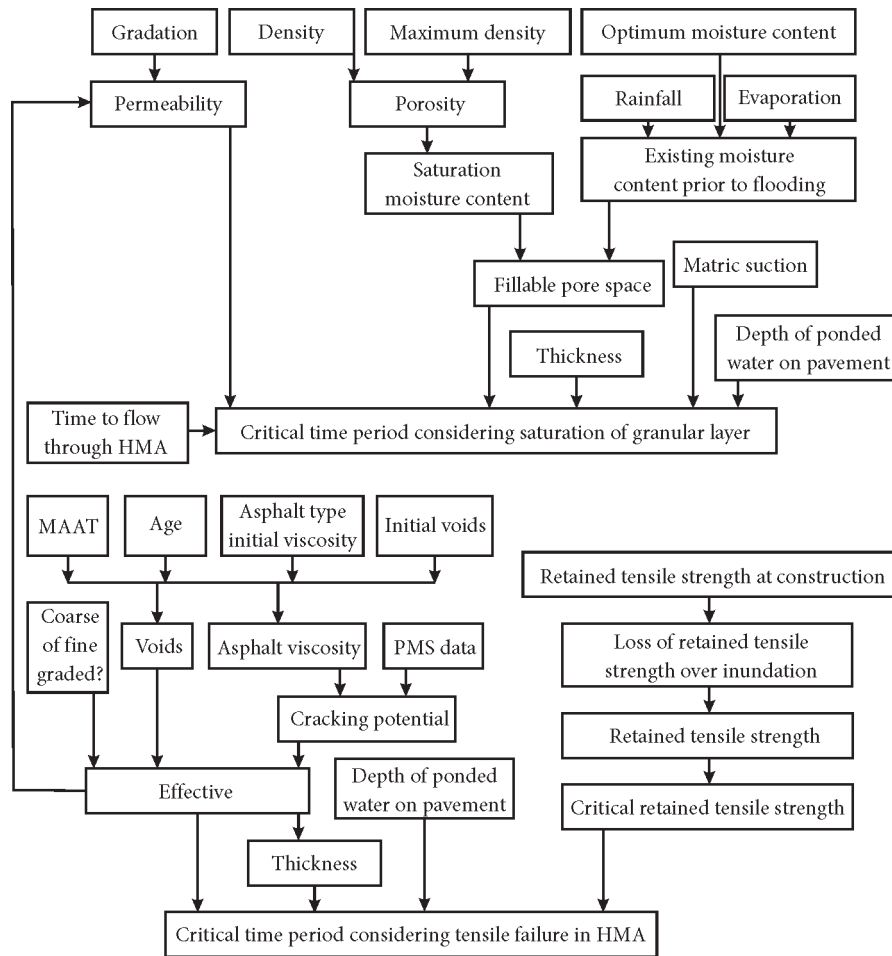 Gradation
Density
Maximum density
Optimum moisture content
Permeability
Porosity
Rainfall
Evaporation
Saturation
moisture content
Existing moisture
content prior to flooding
Fillable pore space
Matric suction
Thickness
Depth of ponded
water on pavement
Time to flow
through HMA
Critical time period considering saturation of granular layer
MAAT
Age
Asphalt type
initial viscosity
Initial voids
Retained tensile strength at construction
Coarse
of fine
graded?
Voids
Asphalt viscosity
PMS data
Loss of retained tensile
strength over inundation
Cracking potential
Retained tensile strength
Effective
Depth of ponded
water on pavement
Critical retained tensile strength
Thickness
Critical time period considering tensile failure in HMA